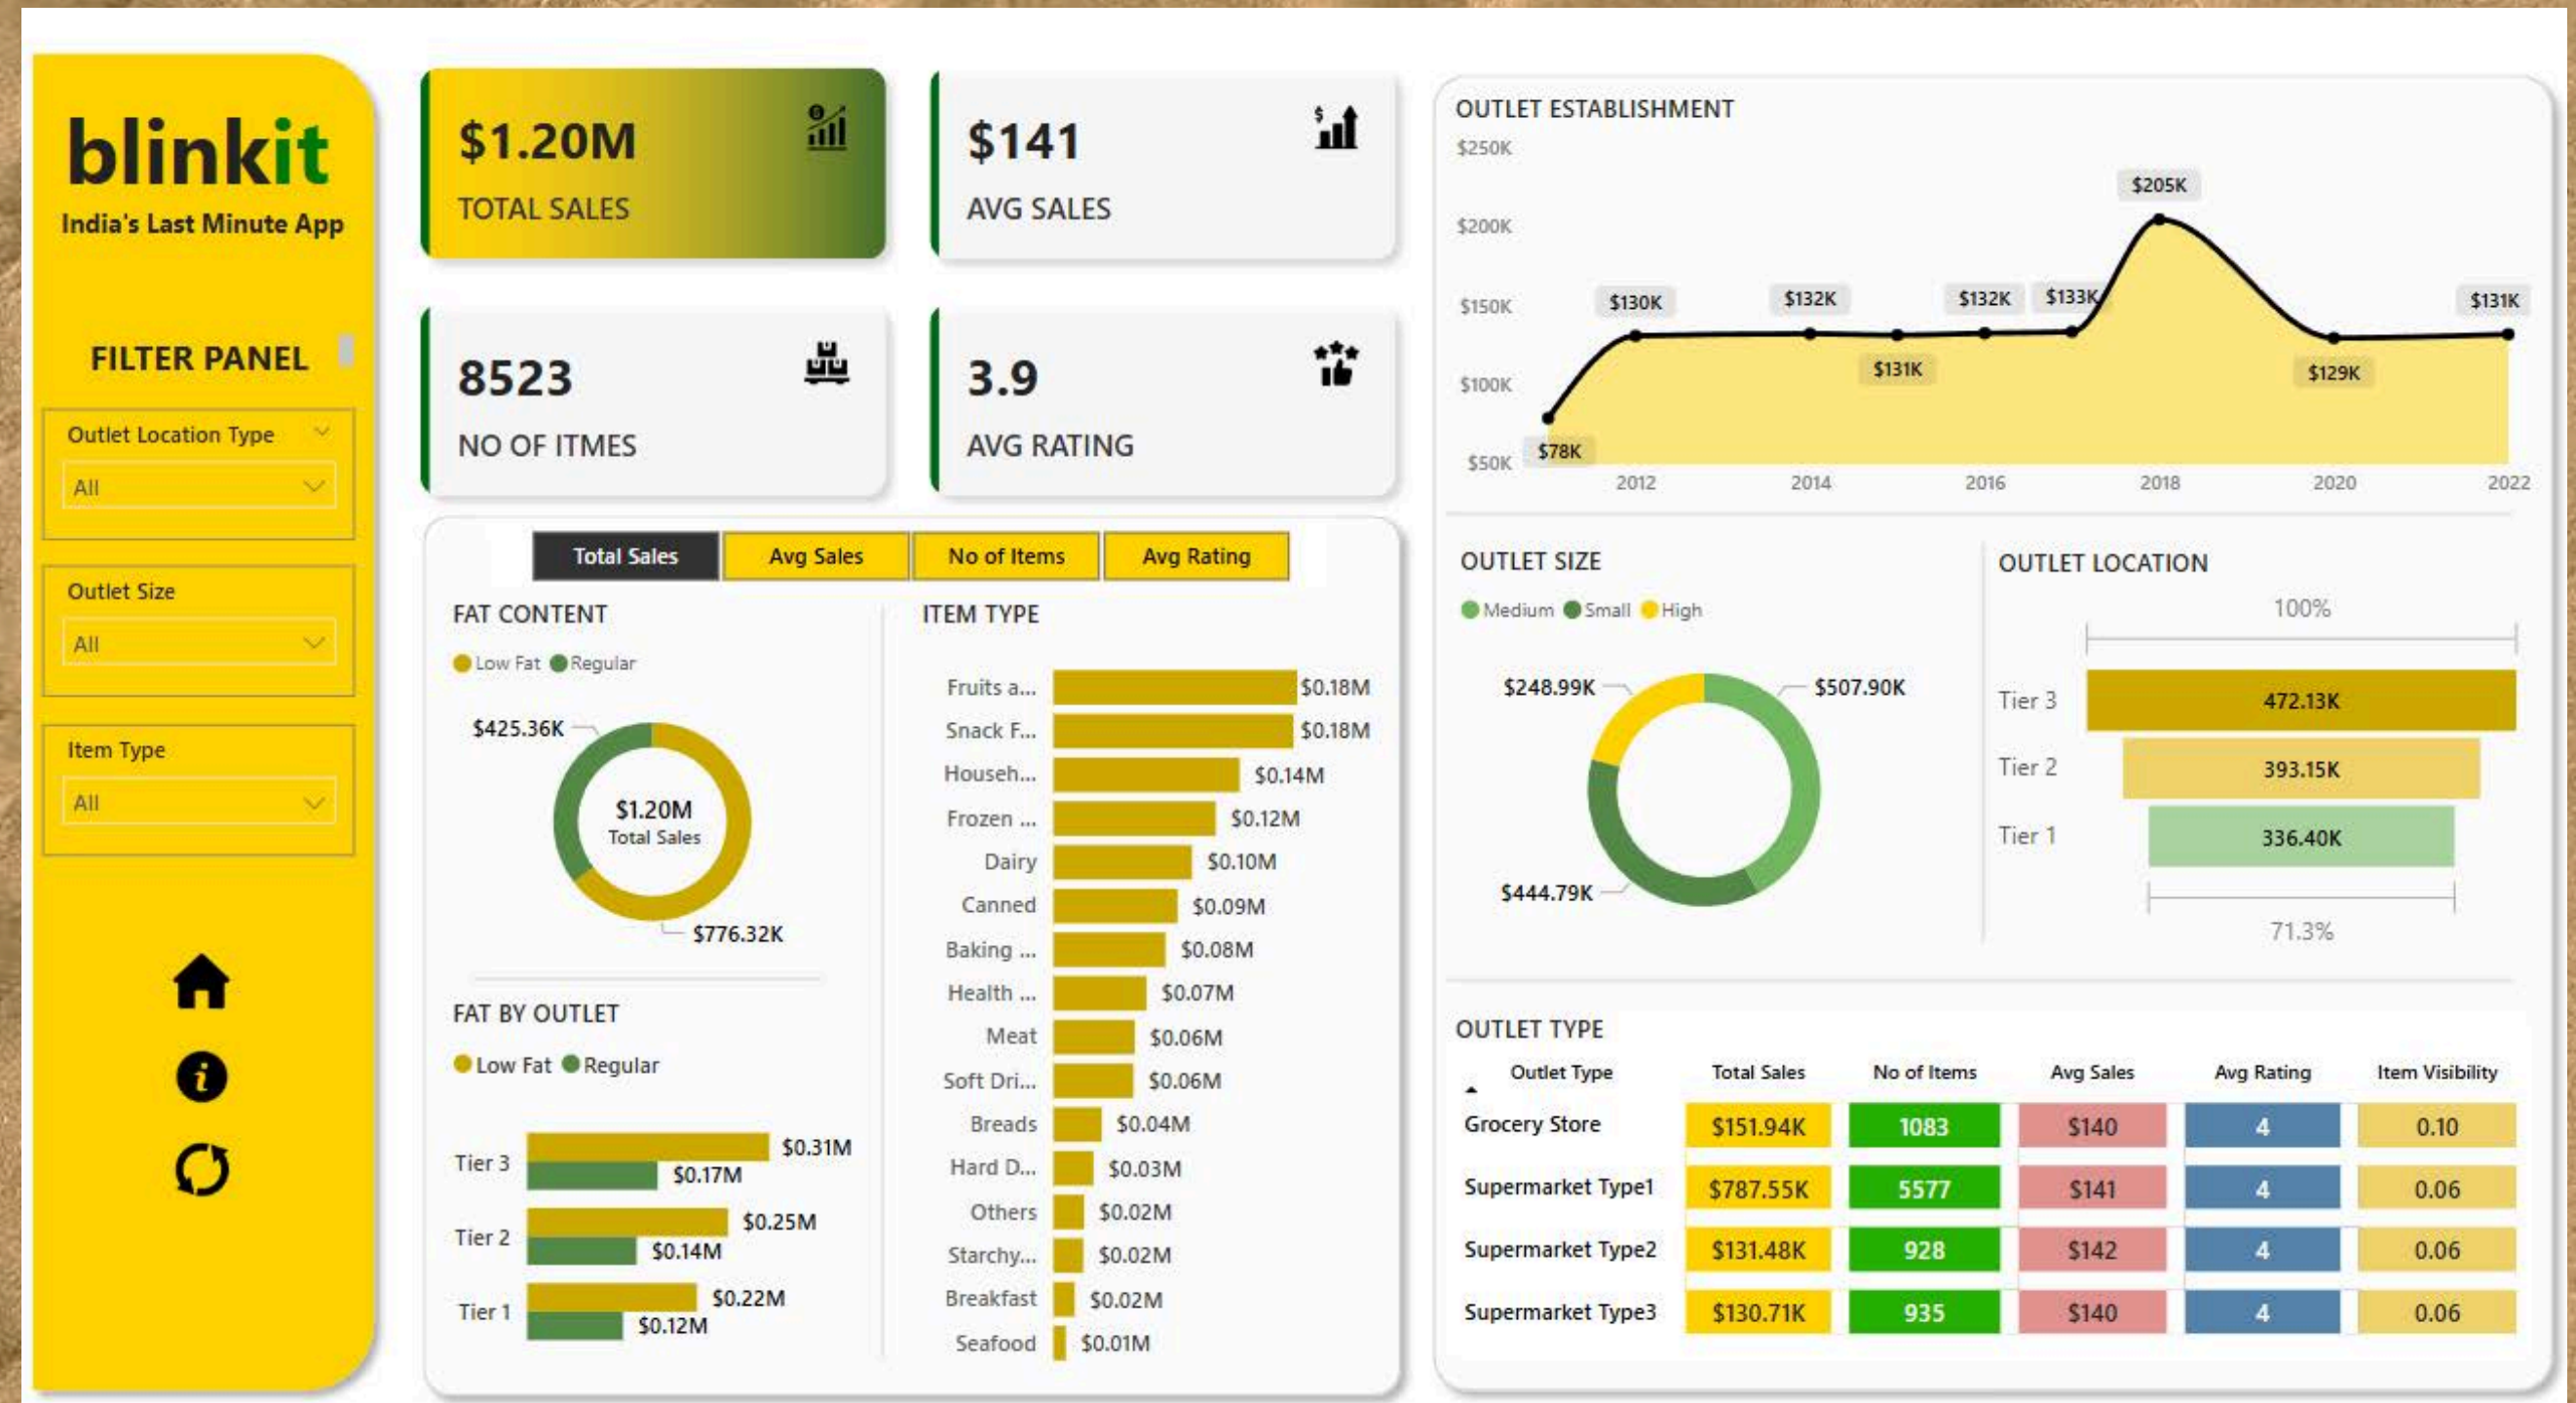 blinkit
India's Last Minute App
FILTER PANEL
Outlet Location Type
All
Outlet Size
All
Item Type
All
$1.20M
TOTAL SALES
$141
AVG SALES
8523
NO OF ITMES
3.9
AVG RATING
Total Sales Avg Sales No of Items Avg Rating
FAT CONTENT
Low Fat Regular
$425.36K
$1.20M
Total Sales
$776.32K
FAT BY OUTLET
Low Fat Regular
Tier 3 $0.31M
$0.17M
Tier 2 $0.25M
$0.14M
Tier 1 $0.22M
$0.12M
ITEM TYPE
Fruits a... $0.18M
Snack F... $0.18M
Househ... $0.14M
Frozen ... $0.12M
Dairy $0.10M
Canned $0.09M
Baking ... $0.08M
Health ... $0.07M
Meat $0.06M
Soft Dri... $0.06M
Breads $0.04M
Hard D... $0.03M
Others $0.02M
Starchy... $0.02M
Breakfast $0.02M
Seafood $0.01M
OUTLET ESTABLISHMENT
$250K
$205K
$200K
$150K $130K $132K $132K $133K $131K
$100K $131K $129K
$50K $78K
2012 2014 2016 2018 2020 2022
OUTLET SIZE
Medium Small High
$248.99K $507.90K
$444.79K
OUTLET LOCATION
100%
Tier 3 472.13K
Tier 2 393.15K
Tier 1 336.40K
71.3%
OUTLET TYPE
Outlet Type Total Sales No of Items Avg Sales Avg Rating Item Visibility
Grocery Store $151.94K 1083 $140 4 0.10
Supermarket Type1 $787.55K 5577 $141 4 0.06
Supermarket Type2 $131.48K 928 $142 4 0.06
Supermarket Type3 $130.71K 935 $140 4 0.06